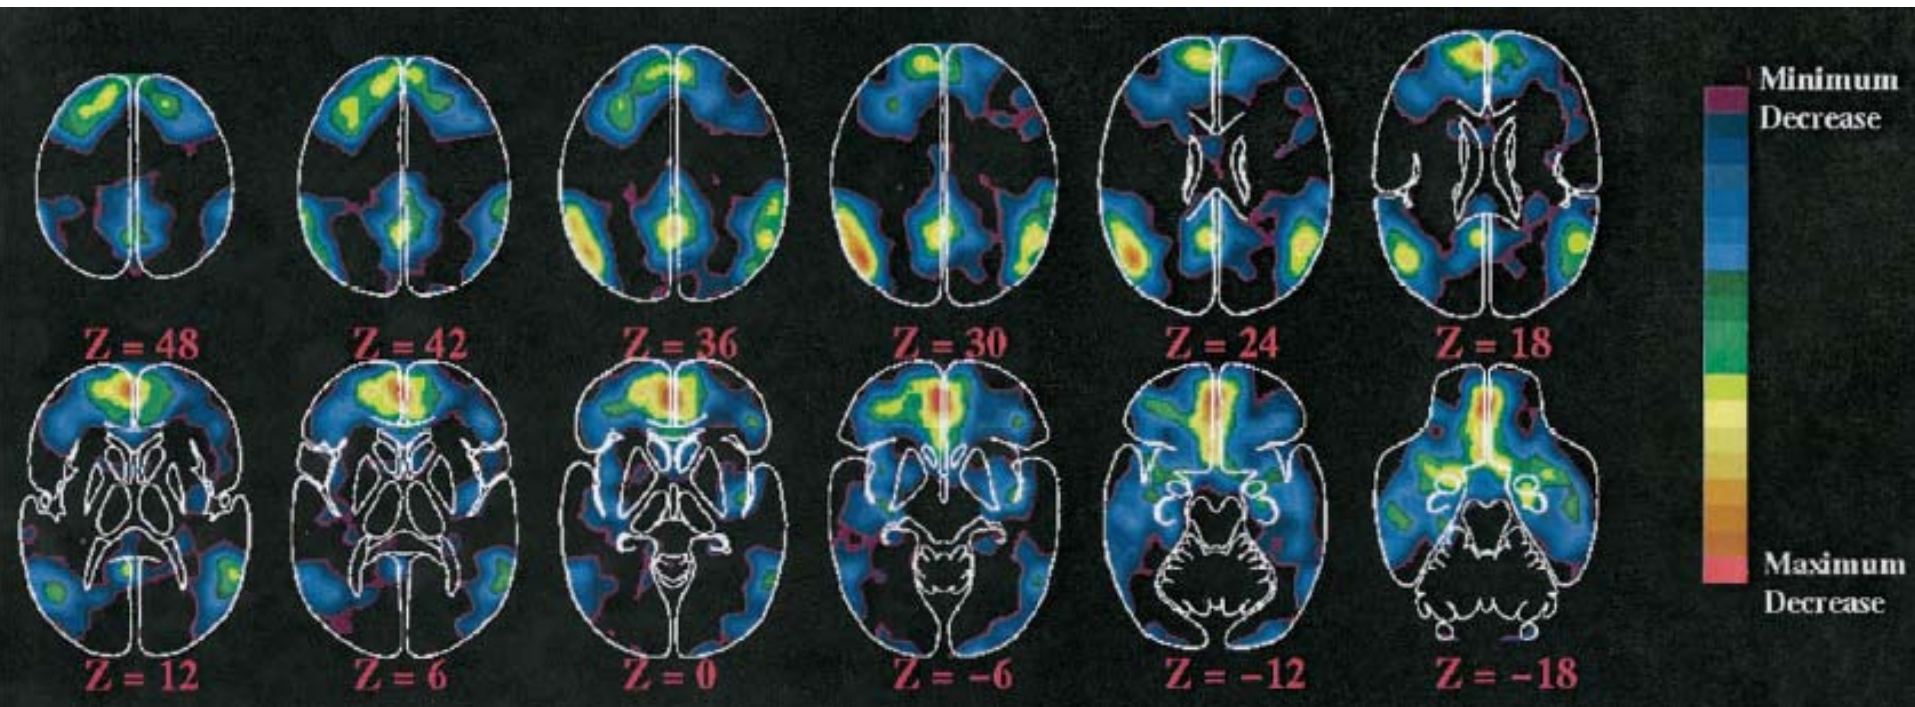 Minimum
Decrease
Z = 48
Z = 42
Z = 36
Z = 30
Z = 24
Z = 18
Maximum
Decrease
Z = 12
Z = 6
Z = 0
Z = −6
Z = −12
Z = −18